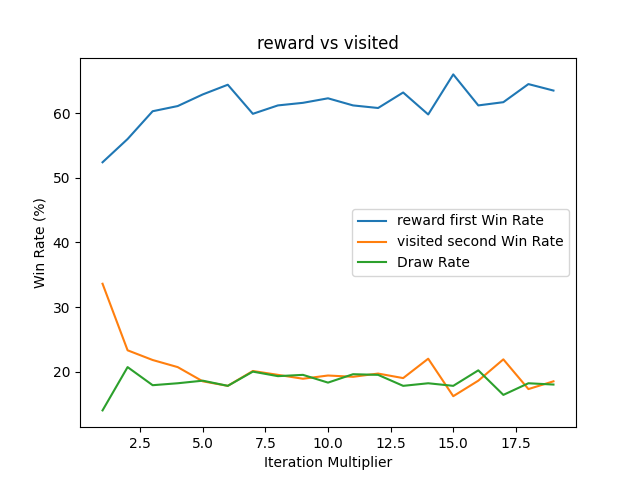 reward vs visited
60
50
40
30
20
Win Rate (%)
reward first Win Rate
visited second Win Rate
Draw Rate
2.5 5.0 7.5 10.0 12.5 15.0 17.5
Iteration Multiplier